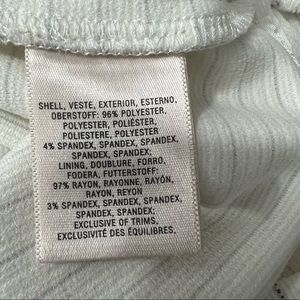 SHELL, VESTE, EXTERIOR, ESTERNO,
OBERSTOFF: 96% POLYESTER,
POLYESTER, POLIÉSTER,
POLIESTERE, POLYESTER
4% SPANDEX, SPANDEX, SPANDEX,
SPANDEX, SPANDEX;
LINING, DOUBLURE, FORRO,
FODERA, FUTTERSTOFF:
97% RAYON, RAYONNE, RAYÓN,
RAYON, RAYON
3% SPANDEX, SPANDEX, SPANDEX,
SPANDEX, SPANDEX;
EXCLUSIVE OF TRIMS.
EXCLUSIVITÉ DES ÉQUILIBRES.